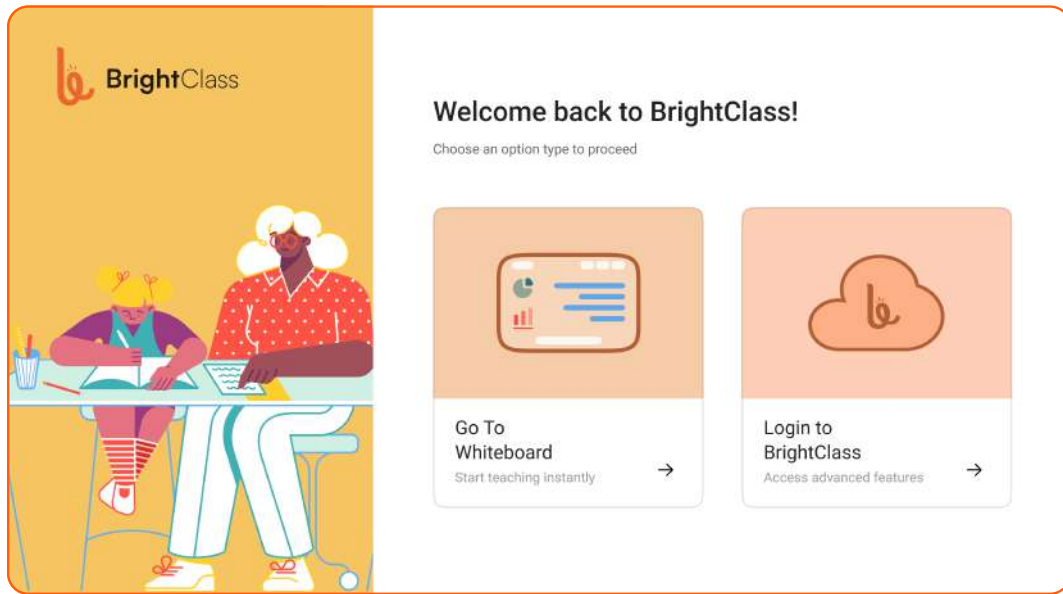 BrightClass
Welcome back to BrightClass!
Choose an option type to proceed
Go To
Whiteboard
Start teaching instantly
Login to
BrightClass
Access advanced features